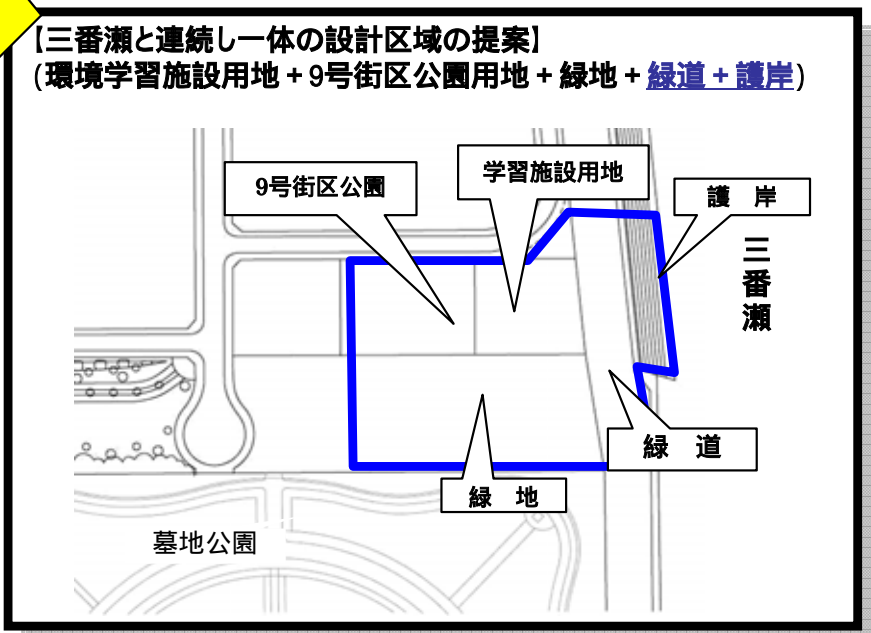 【三番瀬と連続し一体の設計区域の提案】
(環境学習施設用地+9号街区公園用地+緑地+緑道+護岸)
9号街区公園
学習施設用地
護 岸
三番瀬
緑 道
緑 地
墓地公園